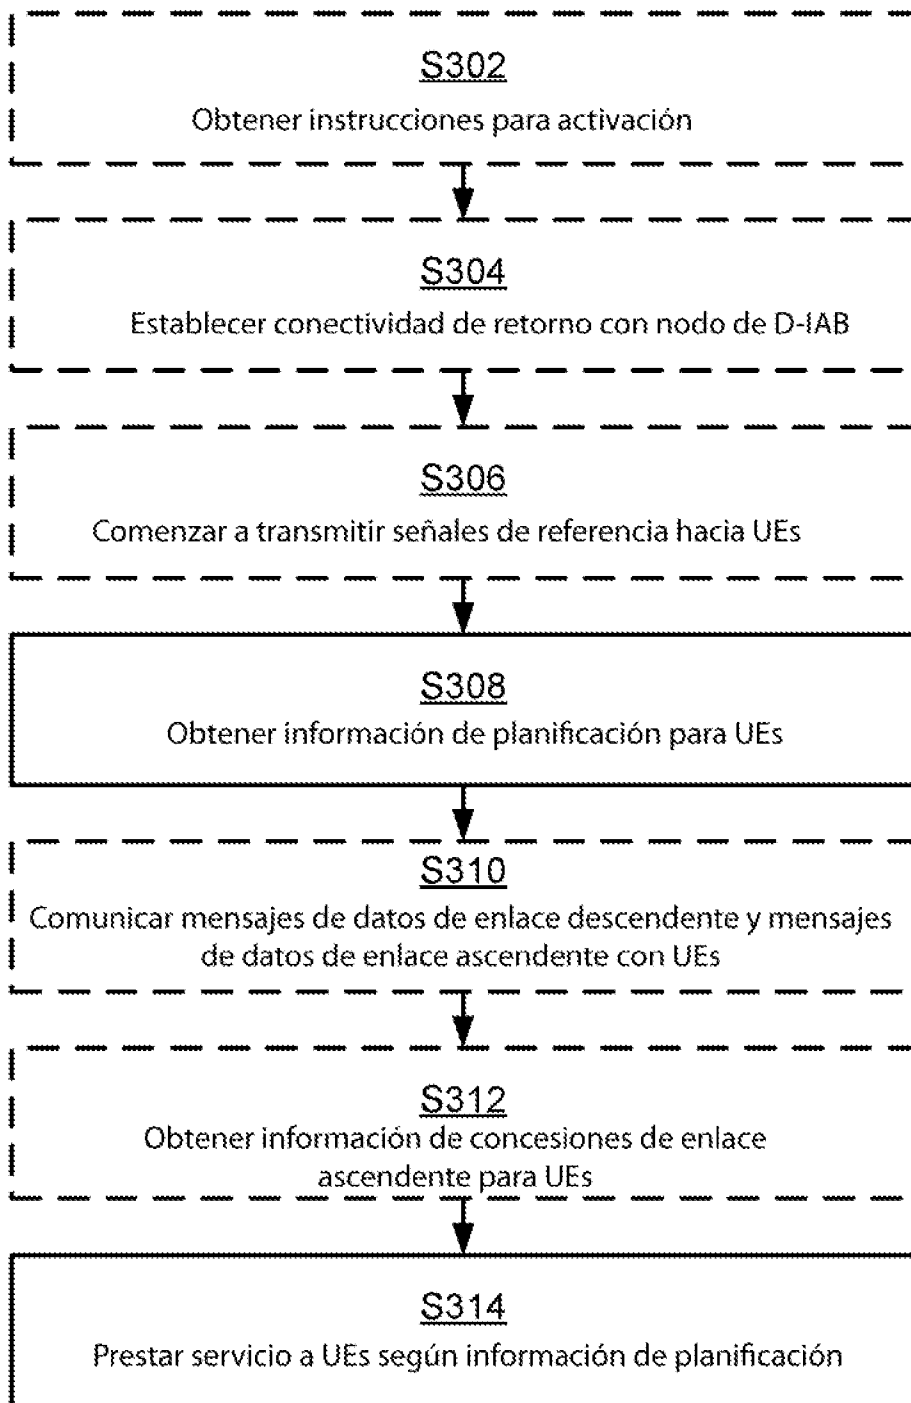 S302
Obtener instrucciones para activación
S304
Establecer conectividad de retorno con nodo de D-IAB
S306
Comenzar a transmitir señales de referencia hacia UEs
S308
Obtener información de planificación para UEs
S310
Comunicar mensajes de datos de enlace descendente y mensajes
de datos de enlace ascendente con UEs
S312
Obtener información de concesiones de enlace
ascendente para UEs
S314
Prestar servicio a UEs según información de planificación